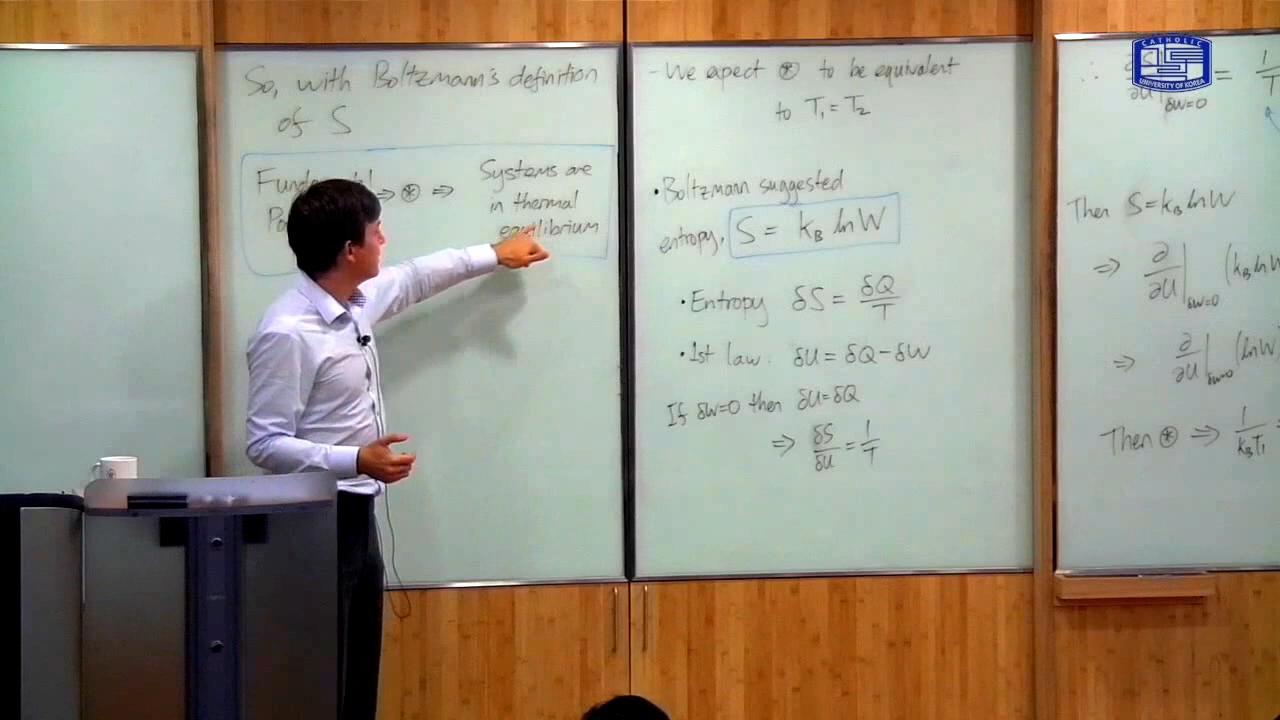 So, with Boltzmann's definition
of S
⊛ ⇒
Systems are
in thermal
equilibrium
- We apect ⊛ to be equivalent
to T₁ = T₂
• Boltzmann suggested
entropy, S = k_B ln W
• Entropy δS = δQ/T
• 1st law. δU = δQ - δW
If δW=0 then δU=δQ
⇒ δS/δU = 1/T
CATHOLIC
UNIVERSITY OF KOREA
∴ |δW=0 = 1/T
Then S=k_B ln W
⇒ ∂/∂U|δW=0 (k_B ln W
⇒ ∂/∂U|δW=0 (ln W
Then ⊛ ⇒ 1/k_BT₁ =